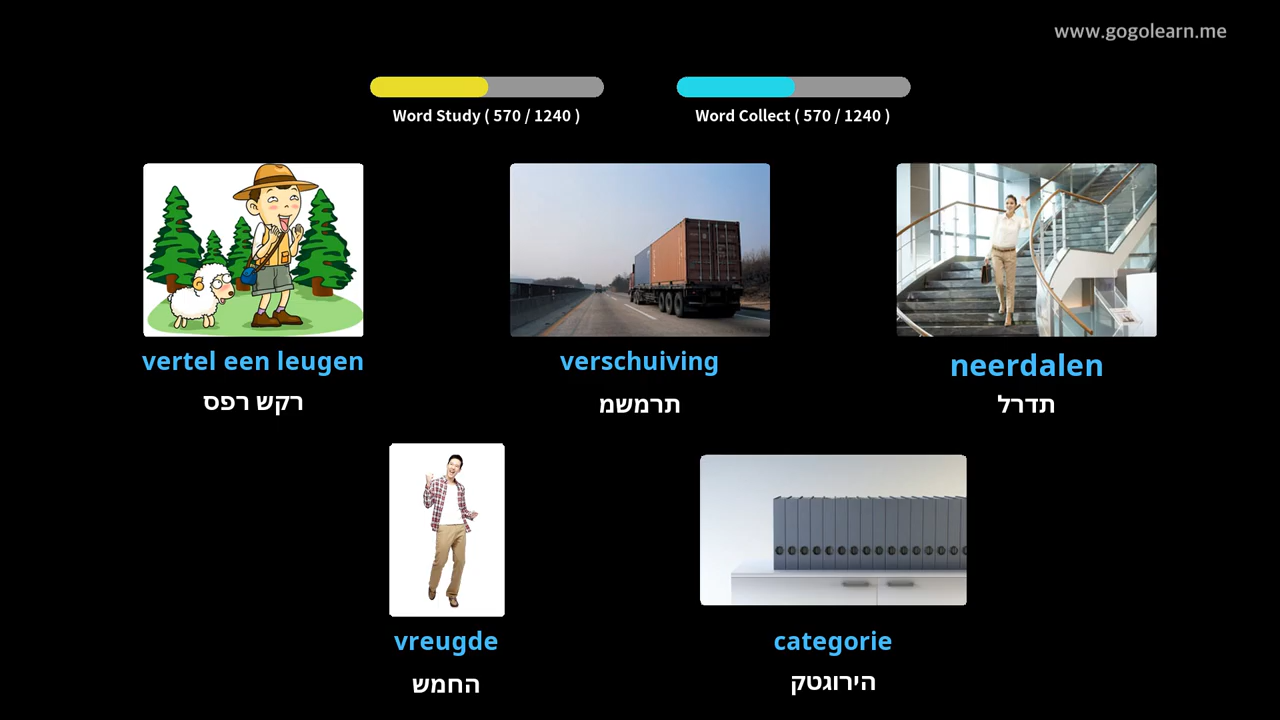 www.gogolearn.me
Word Study ( 570 / 1240 )
Word Collect ( 570 / 1240 )
vertel een leugen
רקש רפס
verschuiving
תרמשמ
neerdalen
תדרל
vreugde
החמש
categorie
הירוגטק